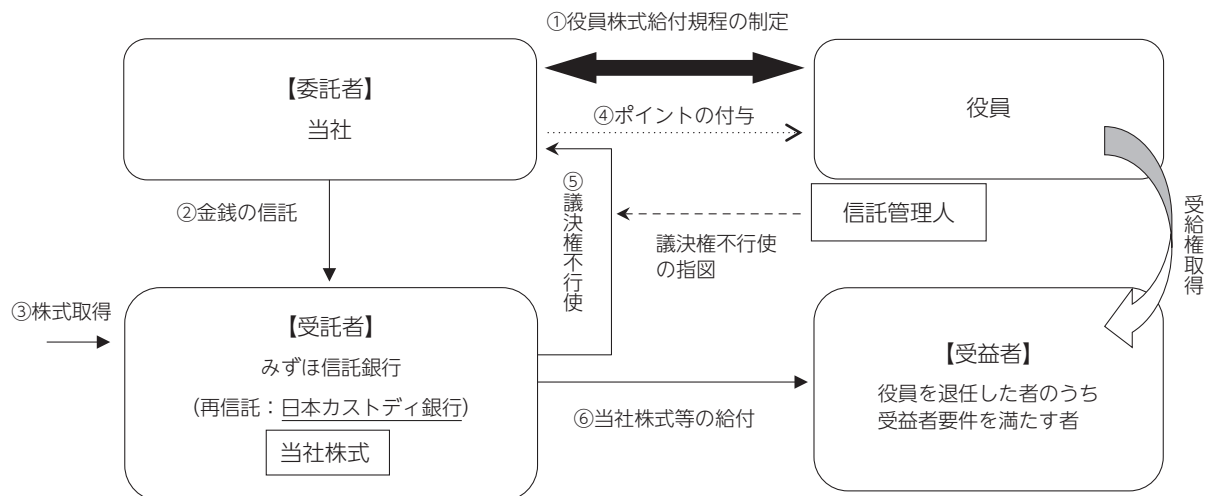 ①役員株式給付規程の制定
【委託者】
当社
役員
④ポイントの付与
②金銭の信託
⑤議決権不行使
信託管理人
議決権不行使
の指図
受給権取得
③株式取得
【受託者】
みずほ信託銀行
(再信託：日本カストディ銀行)
当社株式
⑥当社株式等の給付
【受益者】
役員を退任した者のうち
受益者要件を満たす者